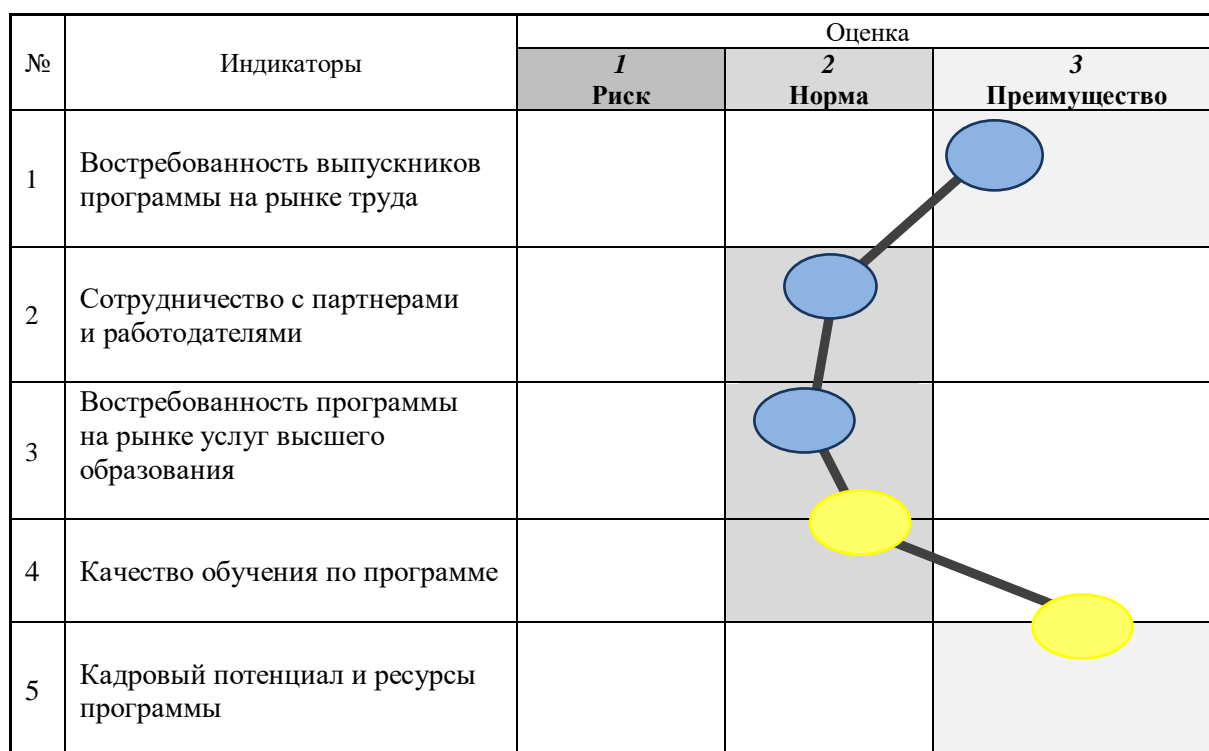 №
Индикаторы
Оценка
1
Риск
2
Норма
3
Преимущество
1
Востребованность выпускников
программы на рынке труда
2
Сотрудничество с партнерами
и работодателями
3
Востребованность программы
на рынке услуг высшего
образования
4
Качество обучения по программе
5
Кадровый потенциал и ресурсы
программы